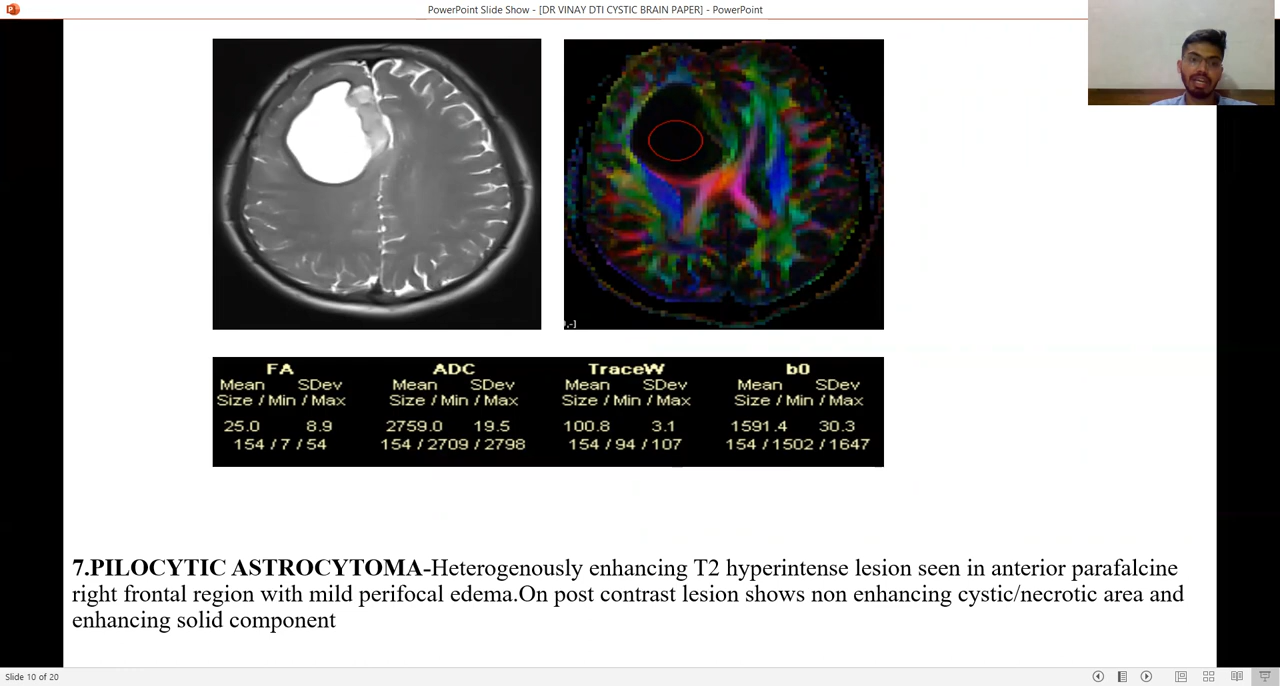 PowerPoint Slide Show - [DR VINAY DTI CYSTIC BRAIN PAPER] - PowerPoint
FA ADC TraceW b0
Mean SDev Mean SDev Mean SDev Mean SDev
Size / Min / Max Size / Min / Max Size / Min / Max Size / Min / Max
25.0 8.9 2759.0 19.5 100.8 3.1 1591.4 30.3
154 / 7 / 54 154 / 2709 / 2798 154 / 94 / 107 154 / 1502 / 1647
7.PILOCYTIC ASTROCYTOMA-Heterogenously enhancing T2 hyperintense lesion seen in anterior parafalcine
right frontal region with mild perifocal edema.On post contrast lesion shows non enhancing cystic/necrotic area and
enhancing solid component
Slide 10 of 20